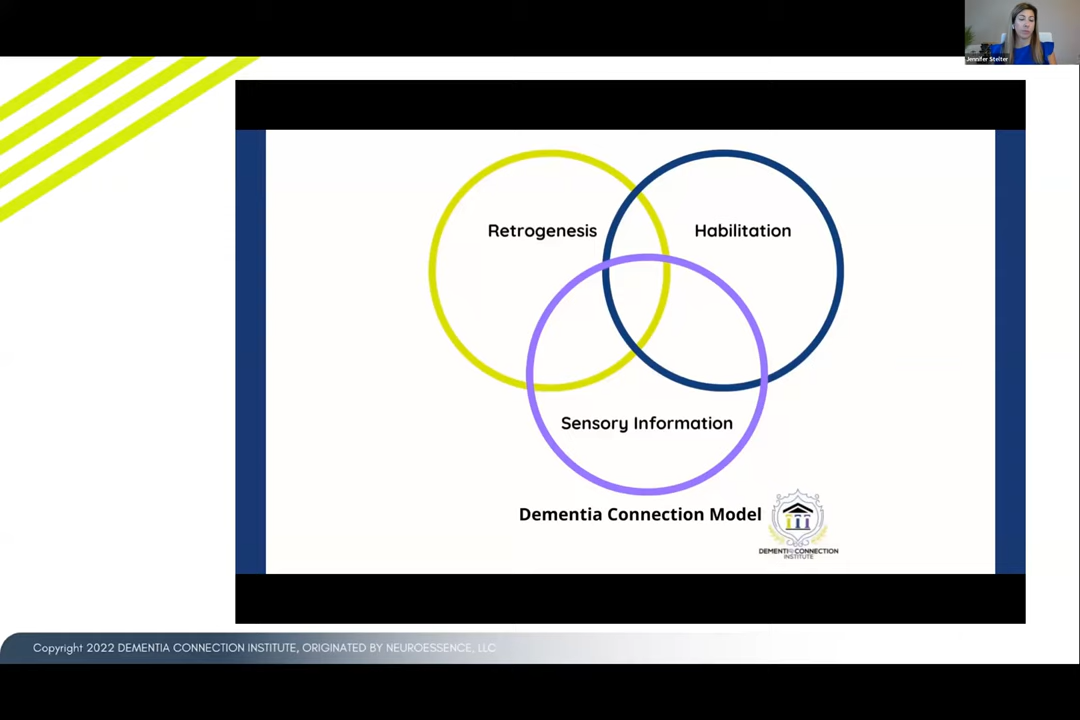 Jennifer Stelter
Retrogenesis
Habilitation
Sensory Information
Dementia Connection Model
DEMENTIA CONNECTION
INSTITUTE
Copyright 2022 DEMENTIA CONNECTION INSTITUTE, ORIGINATED BY NEUROESSENCE, LLC